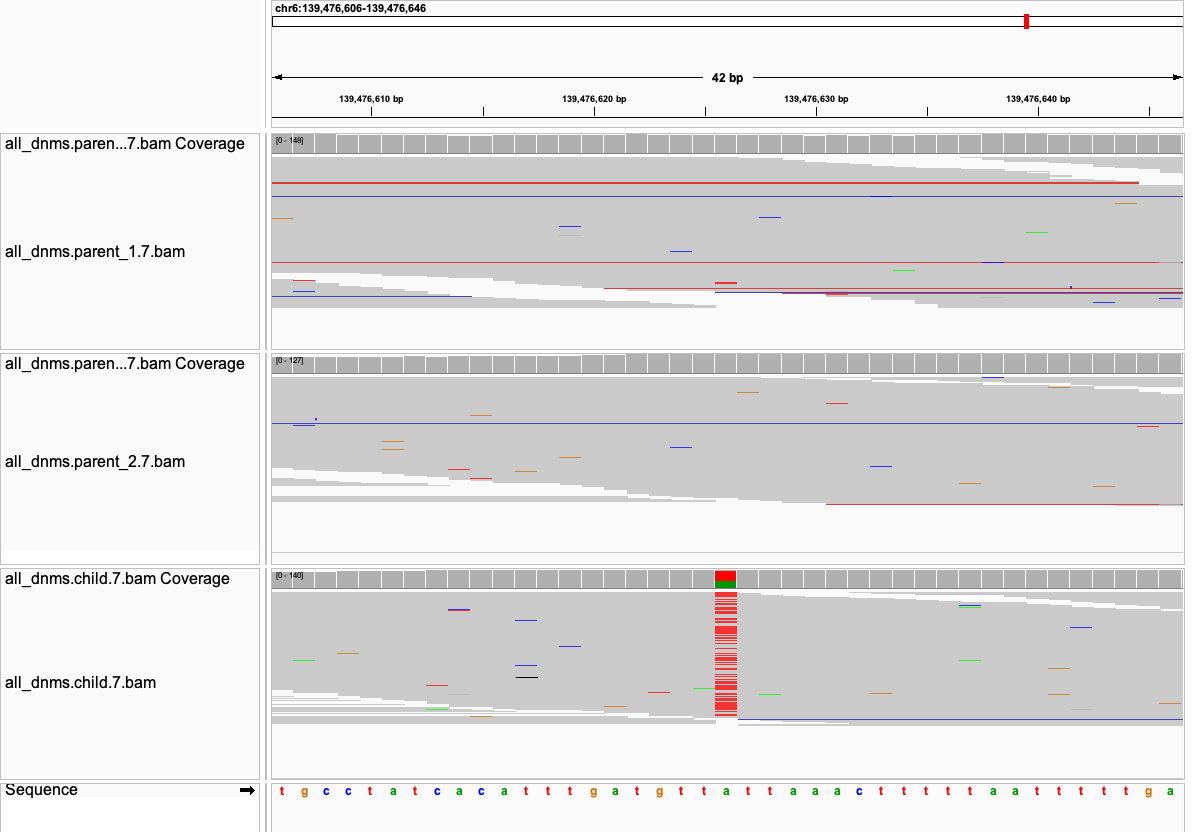 chr6:139,476,606-139,476,646
42 bp
139,476,610 bp 139,476,620 bp 139,476,630 bp 139,476,640 bp
all_dnms.paren...7.bam Coverage
[0 - 148]
all_dnms.parent_1.7.bam
all_dnms.paren...7.bam Coverage
[0 - 127]
all_dnms.parent_2.7.bam
all_dnms.child.7.bam Coverage
[0 - 140]
all_dnms.child.7.bam
Sequence t g c c t a t c a c a t t t g a t g t t a t t a a a c t t t t t a a t t t t t g a